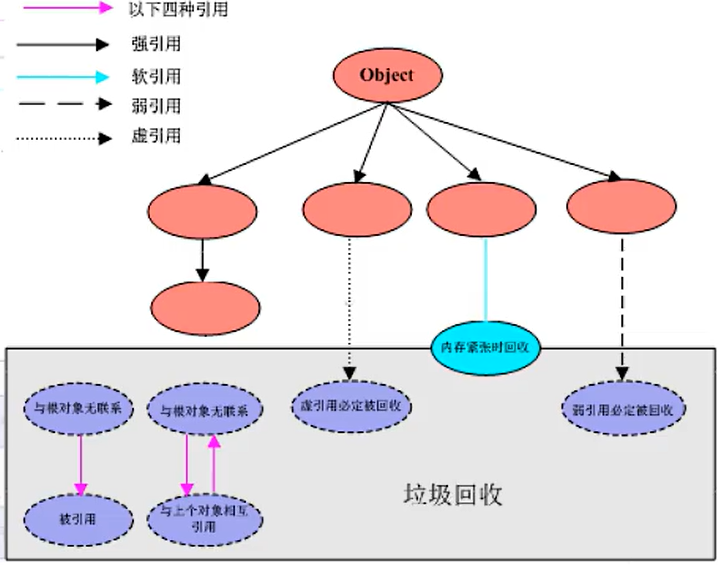 以下四种引用
强引用
软引用
弱引用
虚引用
Object
内存紧张时回收
与根对象无联系
与根对象无联系
虚引用必定被回收
弱引用必定被回收
垃圾回收
被引用
与上个对象相互
引用